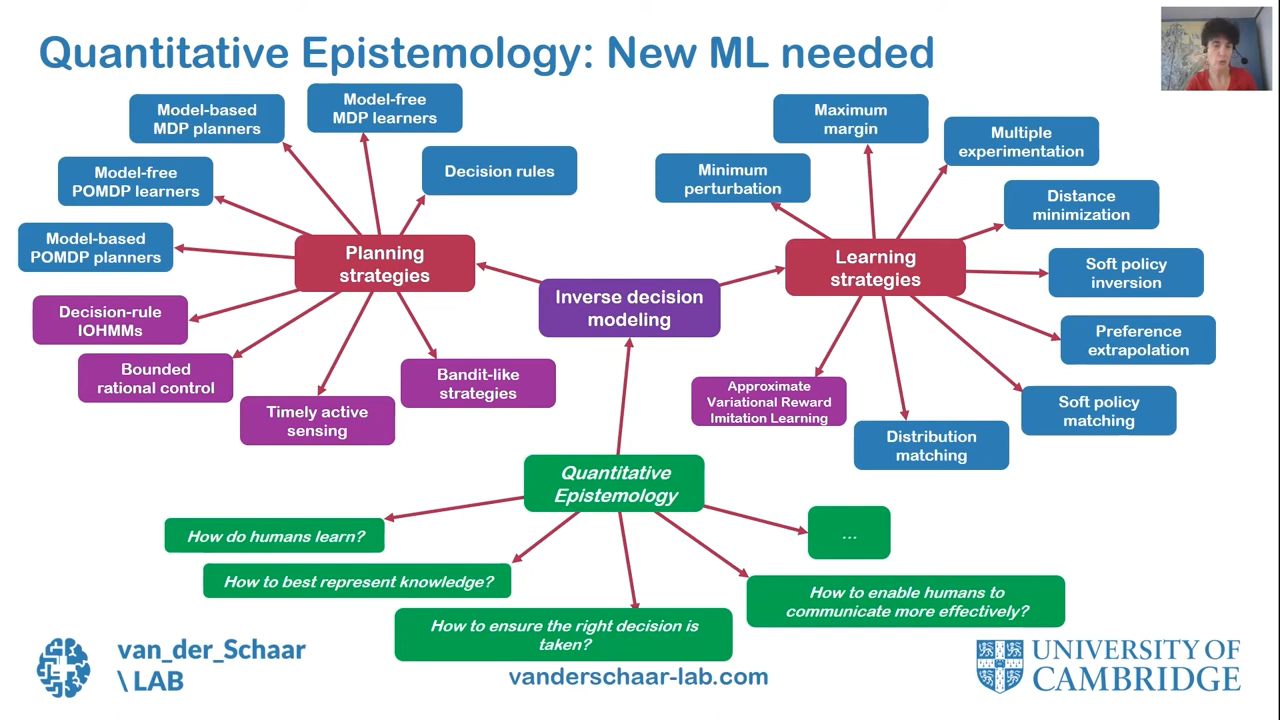 Quantitative Epistemology: New ML needed
Model-based
MDP planners
Model-free
MDP learners
Decision rules
Model-free
POMDP learners
Model-based
POMDP planners
Planning
strategies
Decision-rule
IOHMMs
Bounded
rational control
Timely active
sensing
Bandit-like
strategies
Inverse decision
modeling
Maximum
margin
Multiple
experimentation
Minimum
perturbation
Distance
minimization
Learning
strategies
Soft policy
inversion
Preference
extrapolation
Soft policy
matching
Distribution
matching
Approximate
Variational Reward
Imitation Learning
Quantitative
Epistemology
How do humans learn?
How to best represent knowledge?
How to ensure the right decision is
taken?
How to enable humans to
communicate more effectively?
...
van_der_Schaar
\ LAB
vanderschaar-lab.com
UNIVERSITY OF
CAMBRIDGE